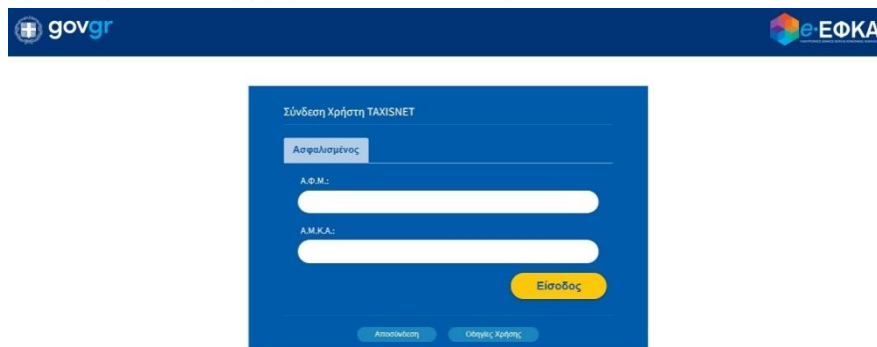 govgr
e-ΕΦΚΑ
Σύνδεση Χρήστη TAXISNET
Ασφαλισμένος
Α.Φ.Μ.:
Α.Μ.Κ.Α.:
Είσοδος
Αποσύνδεση Οδηγίες Χρήσης